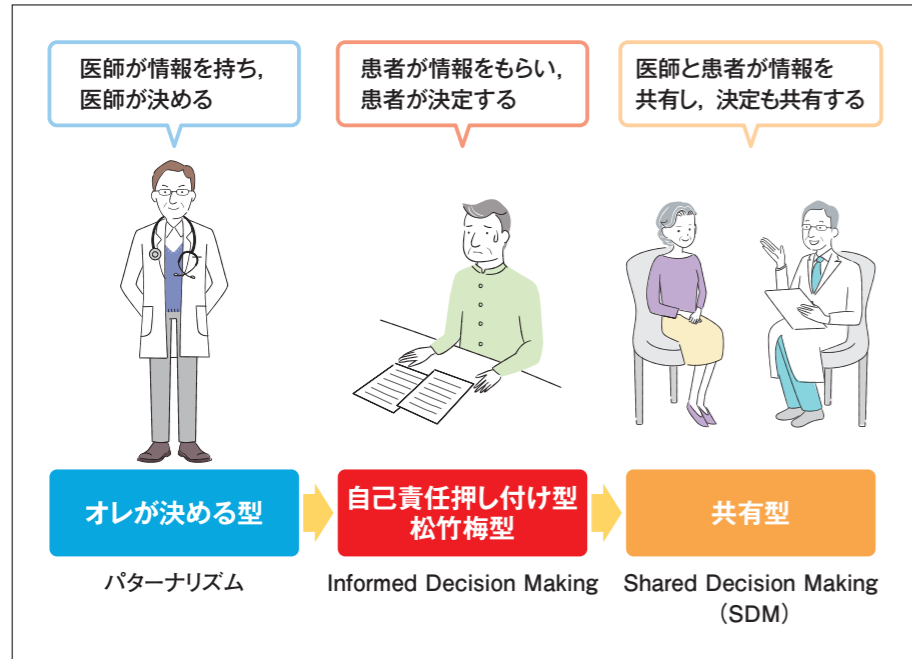 医師が情報を持ち，
医師が決める
患者が情報をもらい，
患者が決定する
医師と患者が情報を
共有し，決定も共有する
オレが決める型
自己責任押し付け型
松竹梅型
共有型
パターナリズム
Informed Decision Making
Shared Decision Making
（SDM）